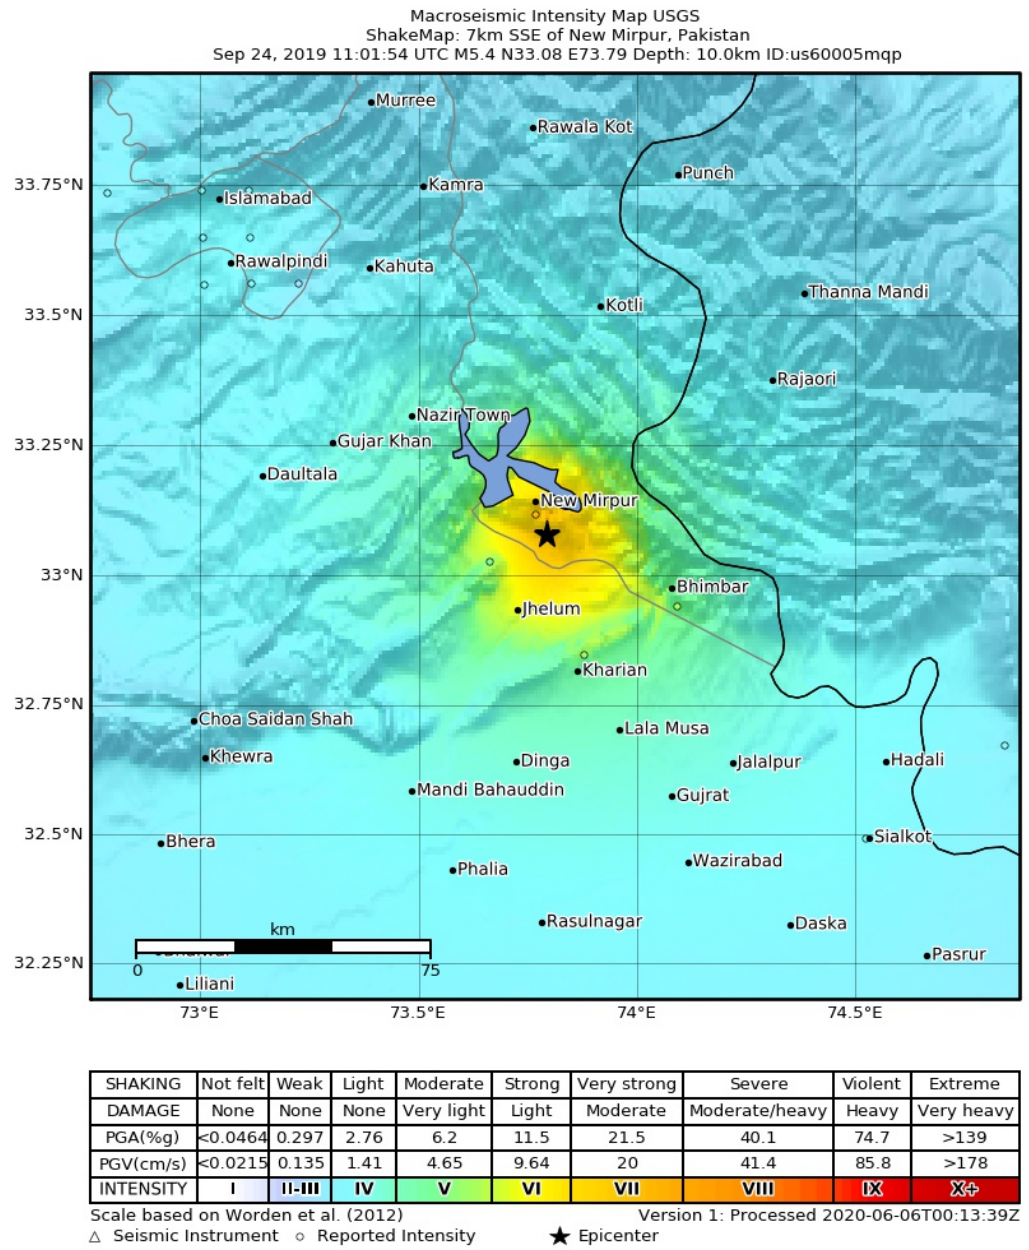 Macroseismic Intensity Map USGS
ShakeMap: 7km SSE of New Mirpur, Pakistan
Sep 24, 2019 11:01:54 UTC M5.4 N33.08 E73.79 Depth: 10.0km ID:us60005mqp
Murree
Rawala Kot
Punch
33.75°N
Kamra
Islamabad
Rawalpindi
Kahuta
Thanna Mandi
Kotli
33.5°N
Rajaori
Nazir Town
33.25°N
Gujar Khan
Daultala
New Mirpur
33°N
Bhimbar
Jhelum
Kharian
32.75°N
Choa Saidan Shah
Lala Musa
Khewra
Dinga
Jalalpur
Hadali
Mandi Bahauddin
Gujrat
32.5°N
Sialkot
Bhera
Wazirabad
Phalia
Rasulnagar
Daska
km
Pasrur
32.25°N
0 75
Liliani
73°E 73.5°E 74°E 74.5°E
SHAKING Not felt Weak Light Moderate Strong Very strong Severe Violent Extreme
DAMAGE None None None Very light Light Moderate Moderate/heavy Heavy Very heavy
PGA(%g) <0.0464 0.297 2.76 6.2 11.5 21.5 40.1 74.7 >139
PGV(cm/s) <0.0215 0.135 1.41 4.65 9.64 20 41.4 85.8 >178
INTENSITY I II-III IV V VI VII VIII IX X+
Scale based on Worden et al. (2012) Version 1: Processed 2020-06-06T00:13:39Z
△ Seismic Instrument ○ Reported Intensity ★ Epicenter